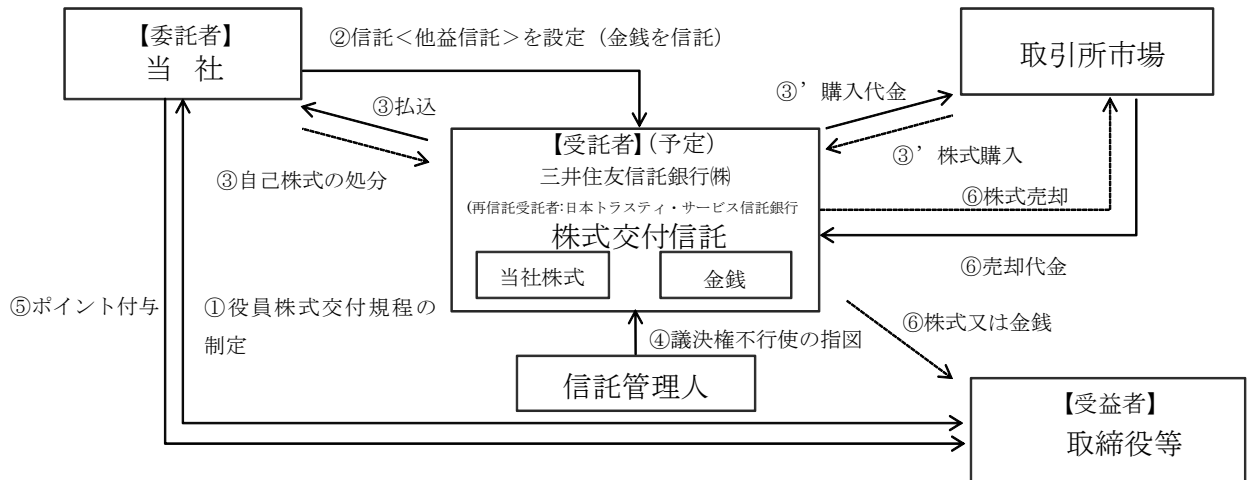 【委託者】
当 社
②信託<他益信託>を設定（金銭を信託）
取引所市場
③払込
③’購入代金
③自己株式の処分
【受託者】（予定）
三井住友信託銀行㈱
(再信託受託者:日本トラスティ・サービス信託銀行
株式交付信託
当社株式
金銭
③’株式購入
⑥株式売却
⑥売却代金
⑤ポイント付与
①役員株式交付規程の
制定
④議決権不行使の指図
⑥株式又は金銭
信託管理人
【受益者】
取締役等